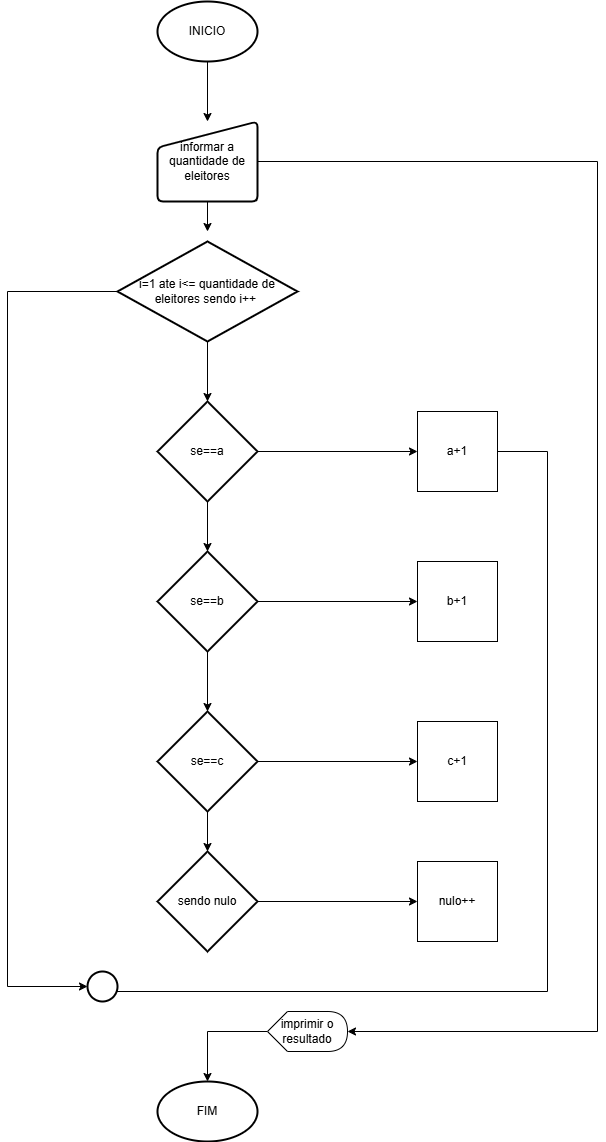 INICIO
informar a
quantidade de
eleitores
i=1 ate i<= quantidade de
eleitores sendo i++
se==a
a+1
se==b
b+1
se==c
c+1
sendo nulo
nulo++
imprimir o
resultado
FIM